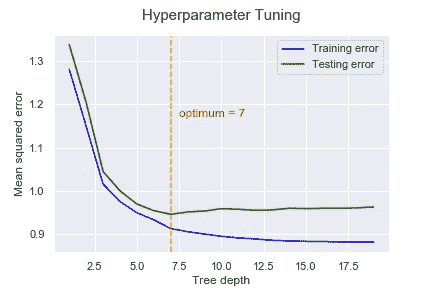 Hyperparameter Tuning
Training error
Testing error
optimum = 7
Mean squared error
1.3
1.2
1.1
1.0
0.9
2.5 5.0 7.5 10.0 12.5 15.0 17.5
Tree depth